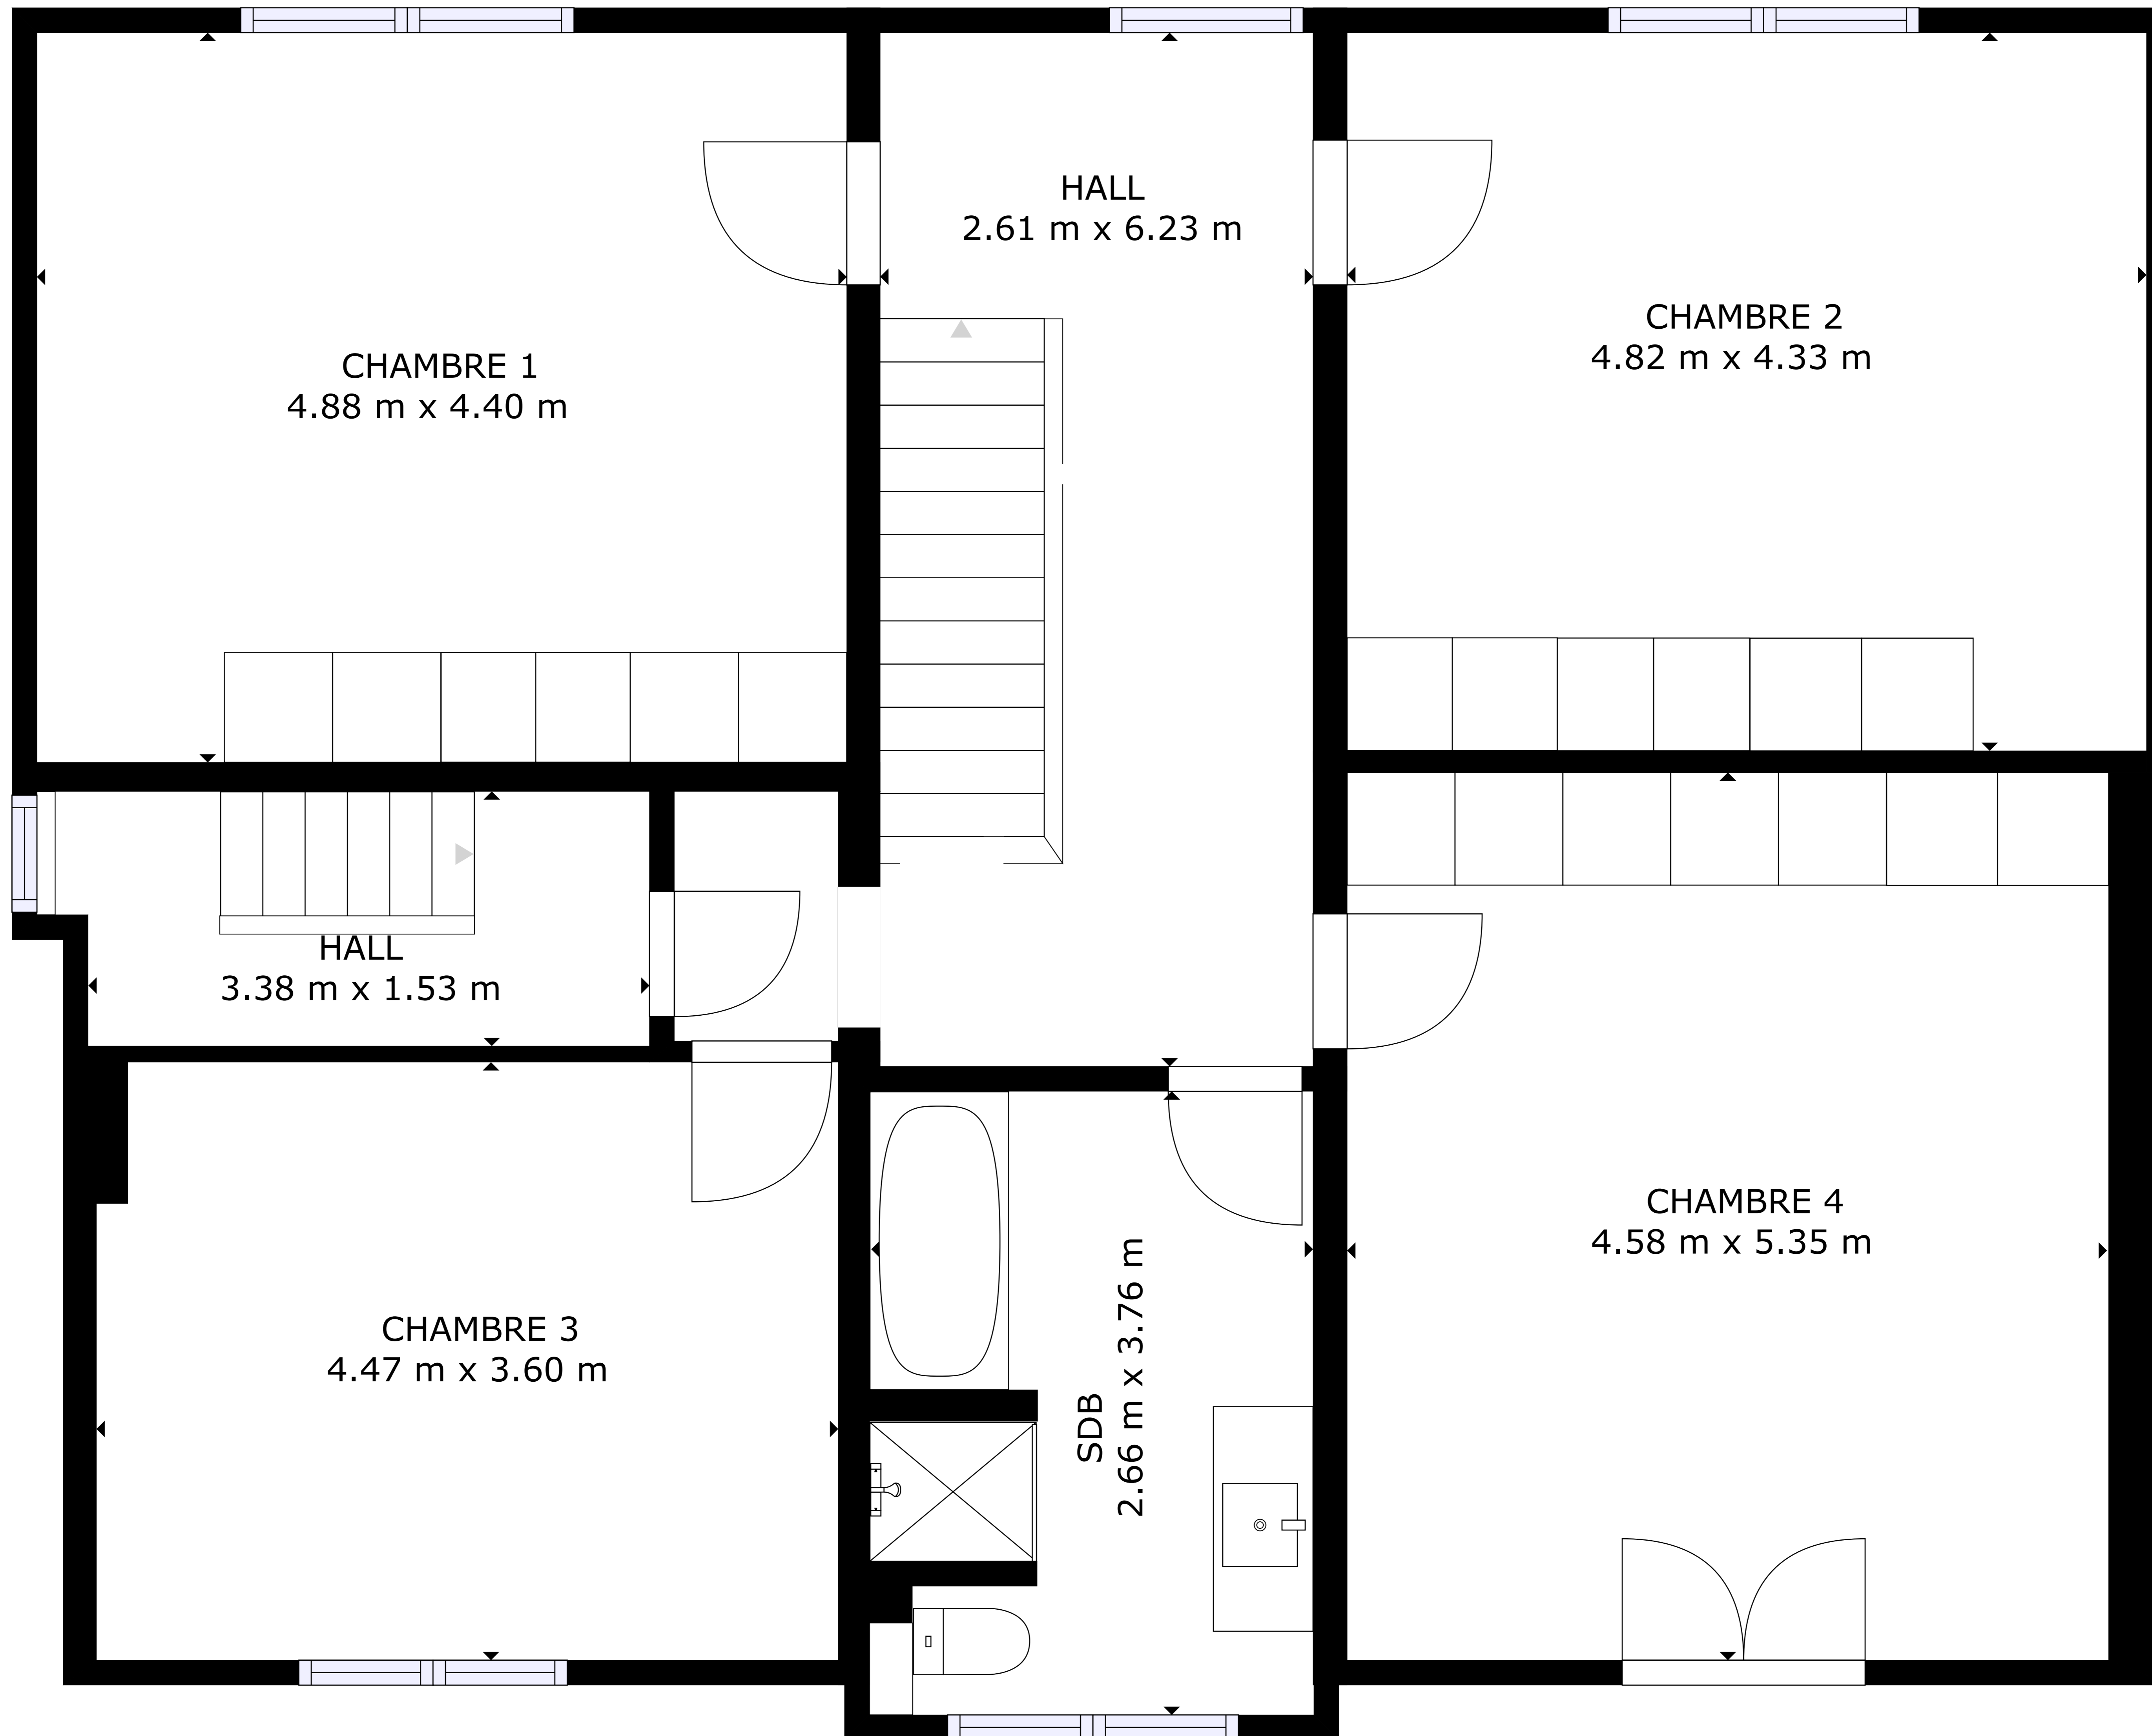 HALL
2.61 m x 6.23 m
CHAMBRE 1
4.88 m x 4.40 m
CHAMBRE 2
4.82 m x 4.33 m
HALL
3.38 m x 1.53 m
CHAMBRE 3
4.47 m x 3.60 m
SDB
2.66 m x 3.76 m
CHAMBRE 4
4.58 m x 5.35 m